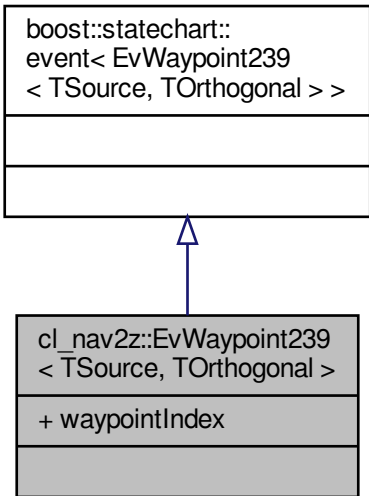 boost::statechart::
event< EvWaypoint239
< TSource, TOrthogonal > >
cl_nav2z::EvWaypoint239
< TSource, TOrthogonal >
+ waypointIndex